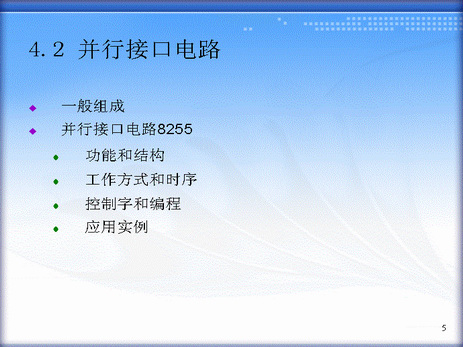 4.2 并行接口电路
一般组成
并行接口电路8255
功能和结构
工作方式和时序
控制字和编程
应用实例
5